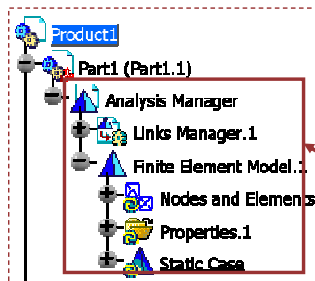 Product1
Part1 (Part1.1)
Analysis Manager
Links Manager.1
Finite Element Model.1
Nodes and Elements
Properties.1
Static Case